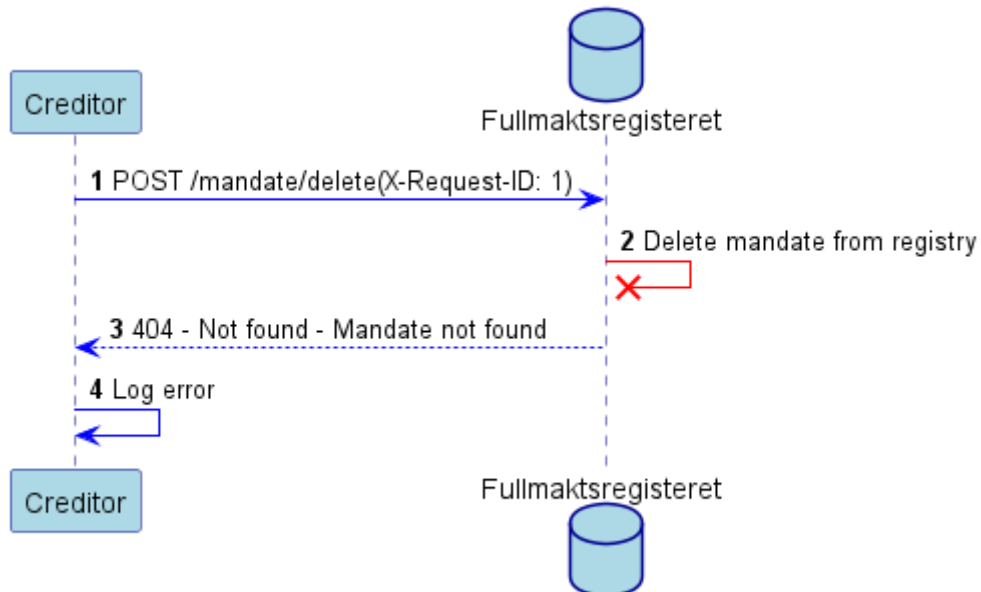 Creditor
Fullmaktsregisteret
1 POST /mandate/delete(X-Request-ID: 1)
2 Delete mandate from registry
3 404 - Not found - Mandate not found
4 Log error
Creditor
Fullmaktsregisteret